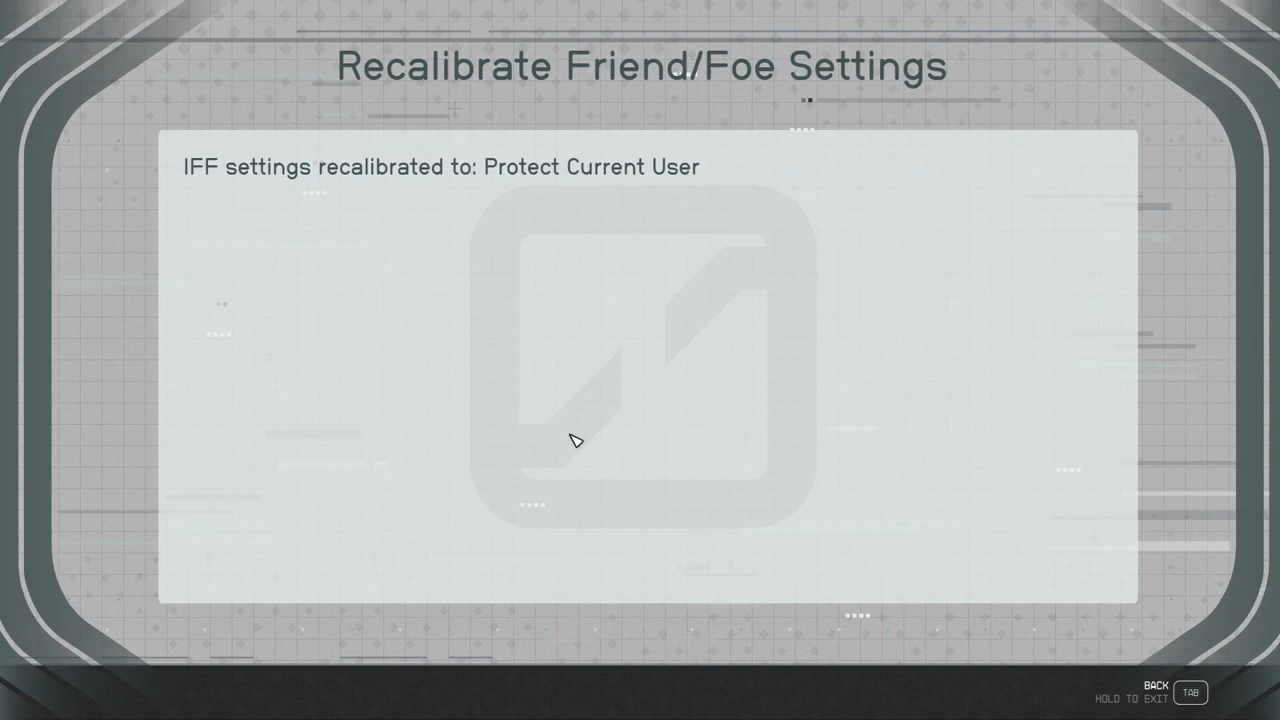 Recalibrate Friend/Foe Settings
IFF settings recalibrated to: Protect Current User
BACK
HOLD TO EXIT
TAB